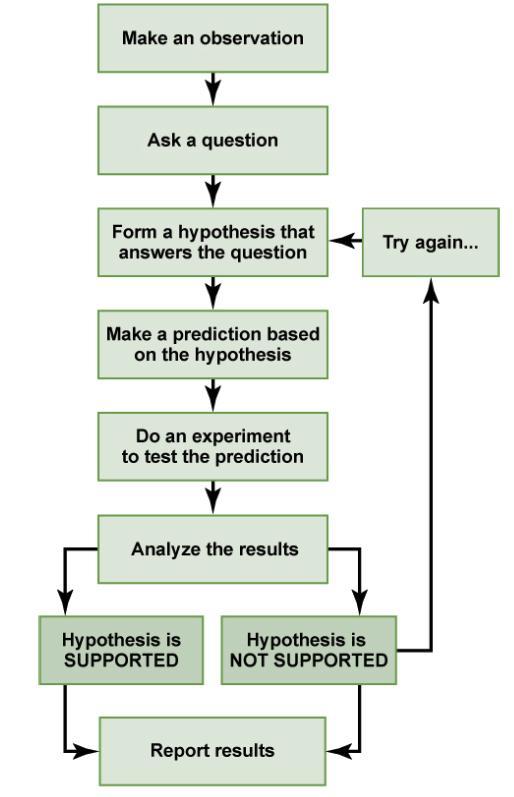 Make an observation
Ask a question
Form a hypothesis that
answers the question
Try again...
Make a prediction based
on the hypothesis
Do an experiment
to test the prediction
Analyze the results
Hypothesis is
SUPPORTED
Hypothesis is
NOT SUPPORTED
Report results